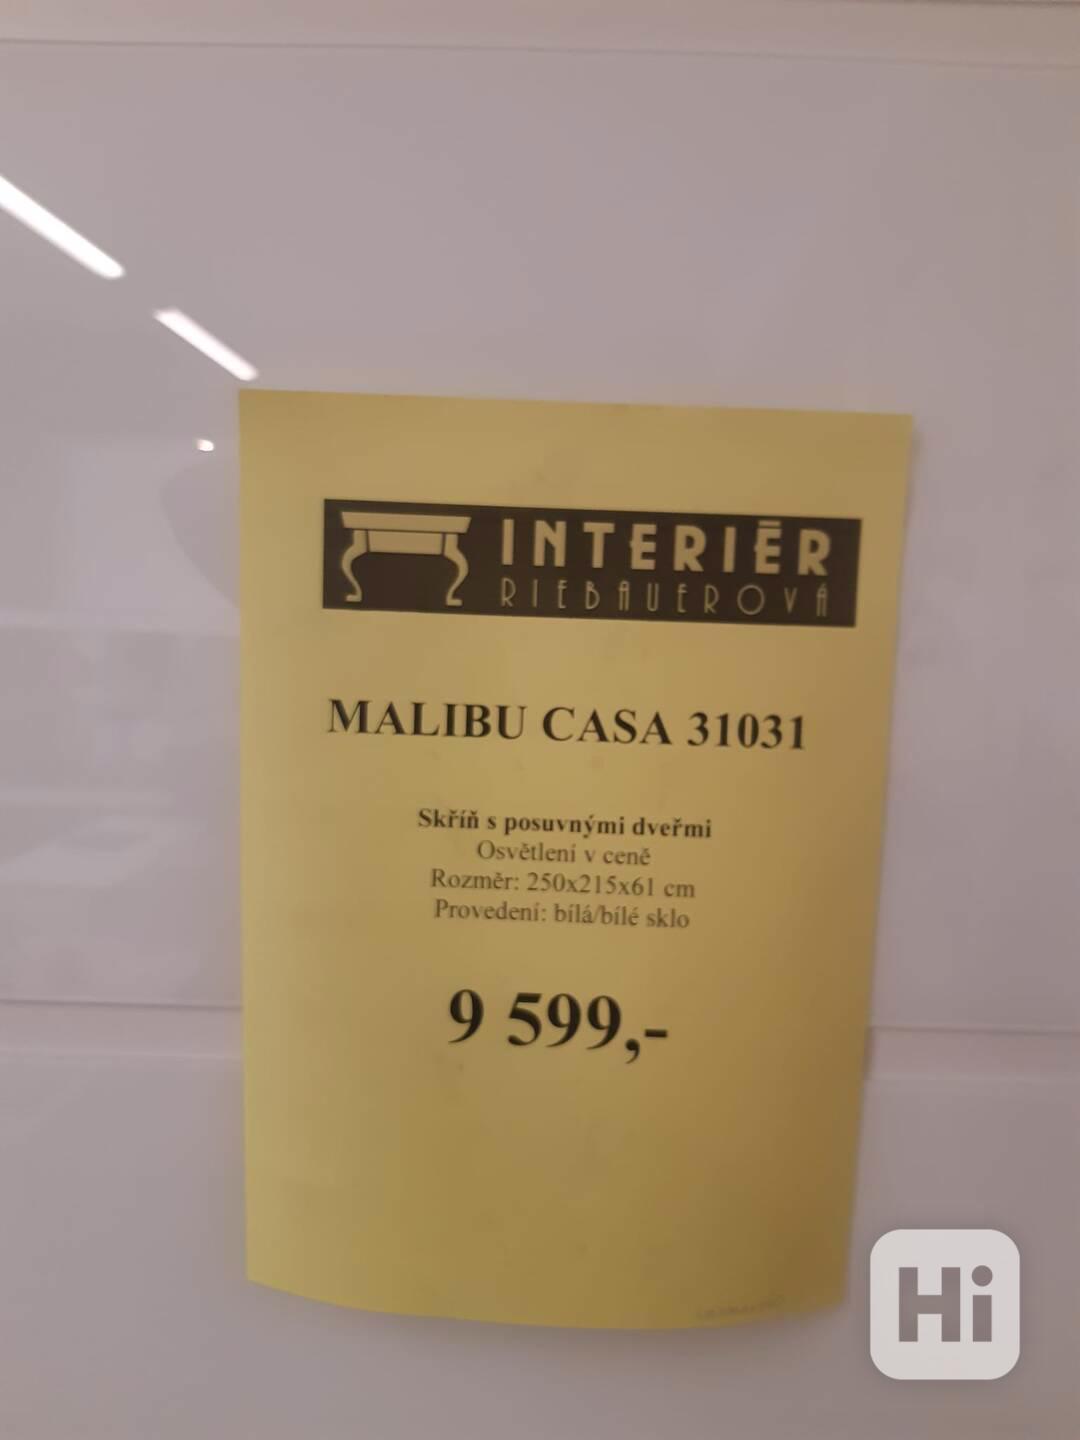 INTERIÉR
RIEBAUEROVÁ
MALIBU CASA 31031
Skříň s posuvnými dveřmi
Osvětlení v ceně
Rozměr: 250x215x61 cm
Provedení: bílá/bílé sklo
9 599,-
Hi